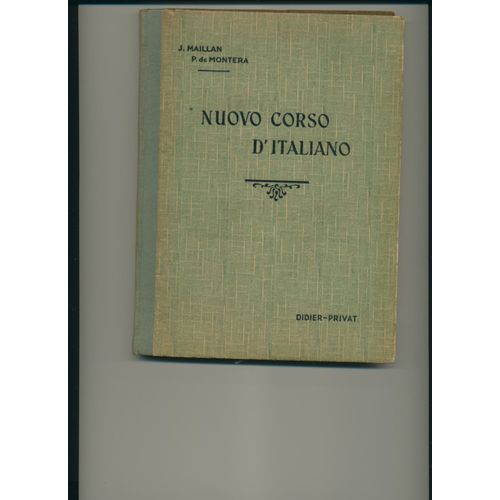 J. MAILLAN
P. de MONTERA
NUOVO CORSO
D'ITALIANO
DIDIER-PRIVAT